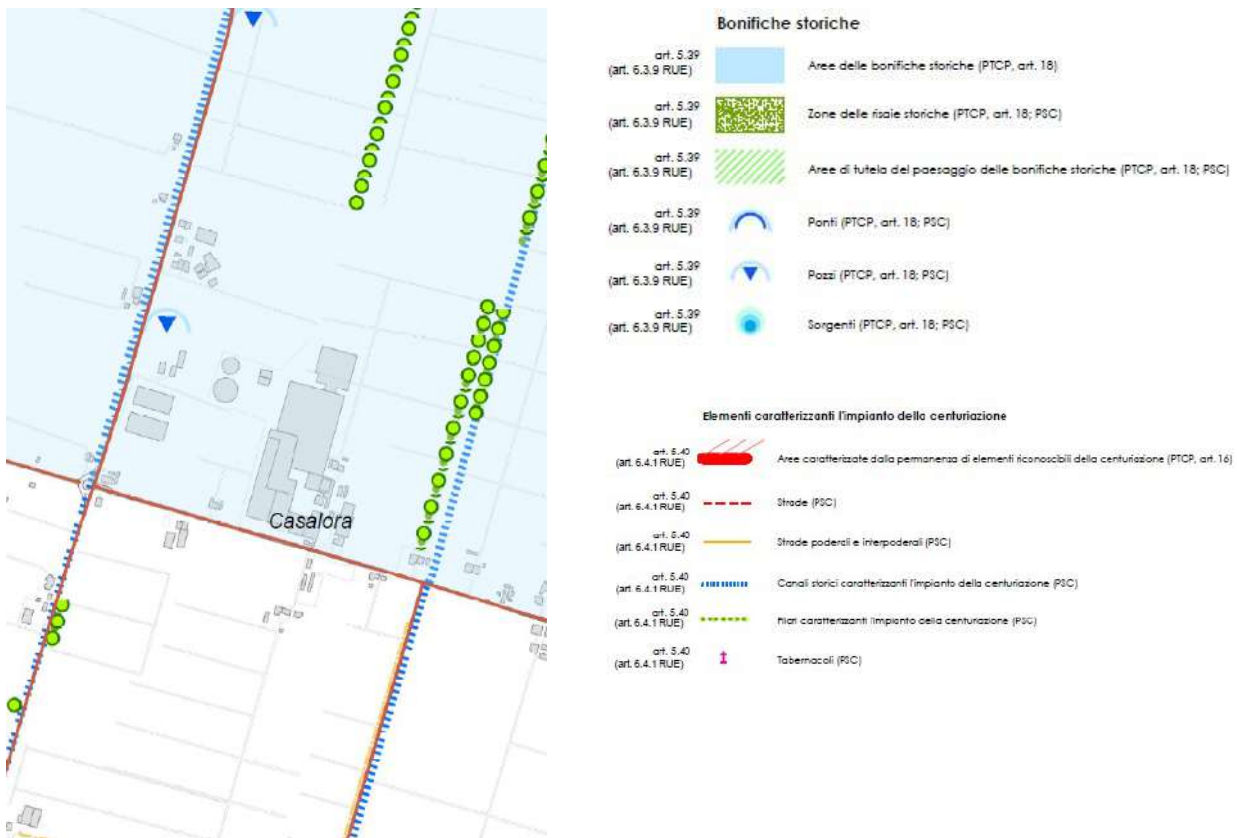 Casalora
Bonifiche storiche
art. 5.39
(art. 6.3.9 RUE)
Aree delle bonifiche storiche (PTCP, art. 18)
art. 5.39
(art. 6.3.9 RUE)
Zone delle risaie storiche (PTCP, art. 18; PSC)
art. 5.39
(art. 6.3.9 RUE)
Aree di tutela del paesaggio delle bonifiche storiche (PTCP, art. 18; PSC)
art. 5.39
(art. 6.3.9 RUE)
Ponti (PTCP, art. 18; PSC)
art. 5.39
(art. 6.3.9 RUE)
Pozzi (PTCP, art. 18; PSC)
art. 5.39
(art. 6.3.9 RUE)
Sorgenti (PTCP, art. 18; PSC)
Elementi caratterizzanti l'impianto della centuriazione
art. 5.40
(art. 6.4.1 RUE)
Aree caratterizzate dalla permanenza di elementi riconoscibili della centuriazione (PTCP, art. 16)
art. 5.40
(art. 6.4.1 RUE)
Strade (PSC)
art. 5.40
(art. 6.4.1 RUE)
Strade poderali e interpoderali (PSC)
art. 5.40
(art. 6.4.1 RUE)
Canali storici caratterizzanti l'impianto della centuriazione (PSC)
art. 5.40
(art. 6.4.1 RUE)
Filari caratterizzanti l'impianto della centuriazione (PSC)
art. 5.40
(art. 6.4.1 RUE)
Tabernacoli (PSC)